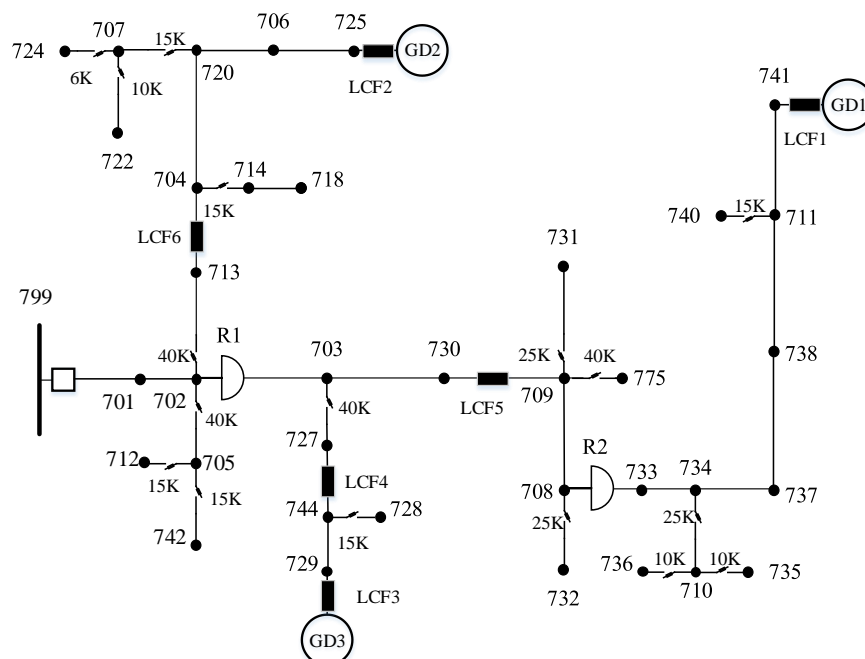 707
706
725
724
15K
GD2
6K
10K
720
LCF2
741
GD1
722
LCF1
704
714
718
15K
15K
740
711
LCF6
731
713
799
R1
703
730
738
40K
25K
40K
701
702
40K
40K
LCF5
709
775
712
705
727
R2
733
734
15K
15K
LCF4
708
737
744
728
25K
25K
742
15K
729
736
10K
10K
735
732
710
LCF3
GD3